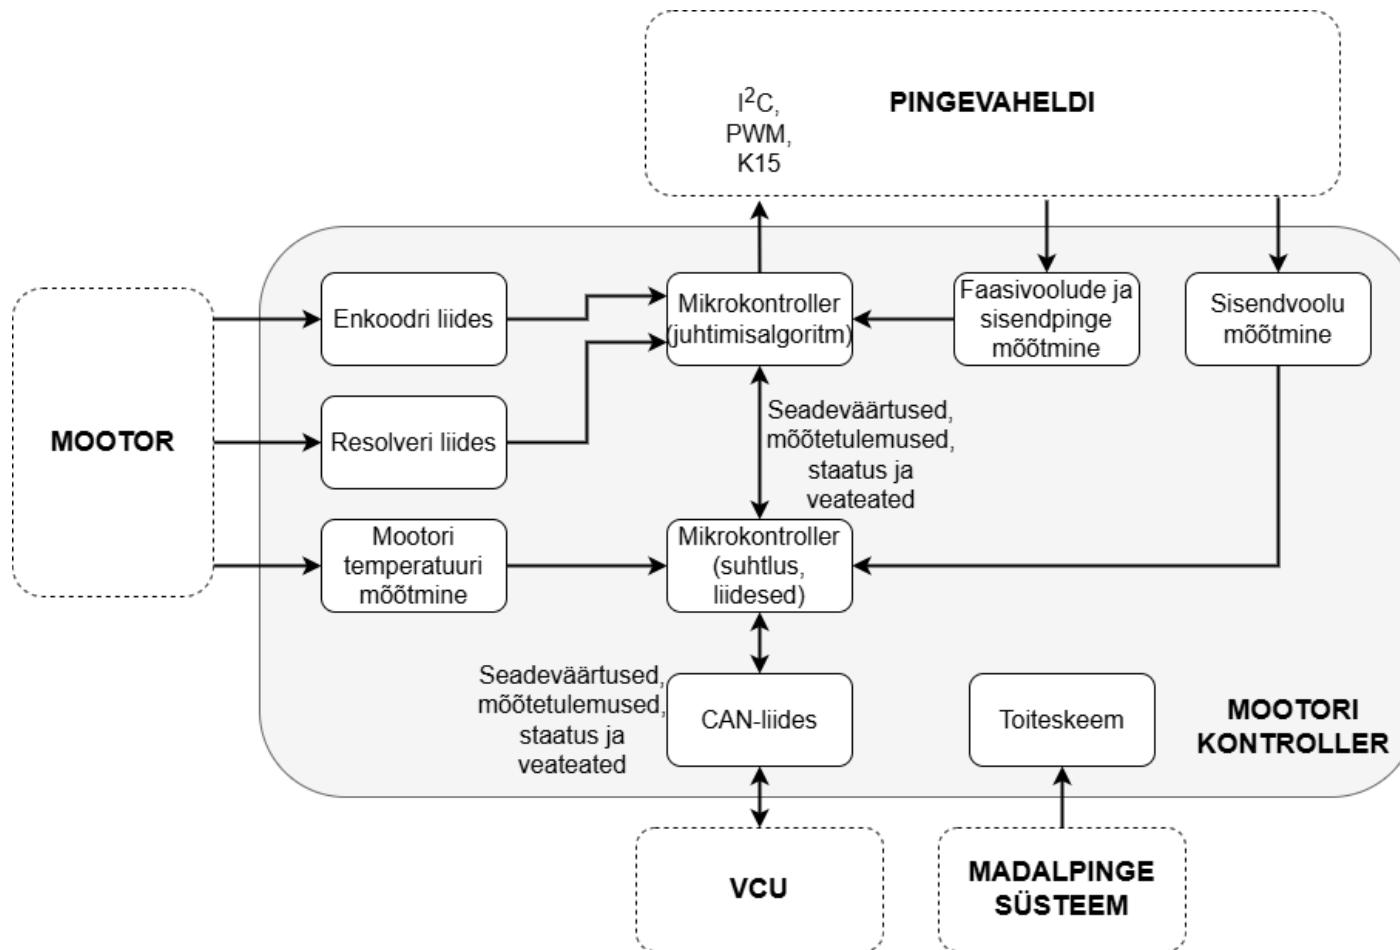 I²C,
PWM,
K15
PINGEVAHELDI
Enkoodri liides
Mikrokontroller
(juhtimisalgoritm)
Faasivoolude ja
sisendpinge
mõõtmine
Sisendvoolu
mõõtmine
MOOTOR
Resolveri liides
Seadeväärtused,
mõõtetulemused,
staatus ja
veateated
Mootori
temperatuuri
mõõtmine
Mikrokontroller
(suhtlus,
liidesed)
Seadeväärtused,
mõõtetulemused,
staatus ja
veateated
CAN-liides
Toiteskeem
MOOTORI
KONTROLLER
VCU
MADALPINGE
SÜSTEEM